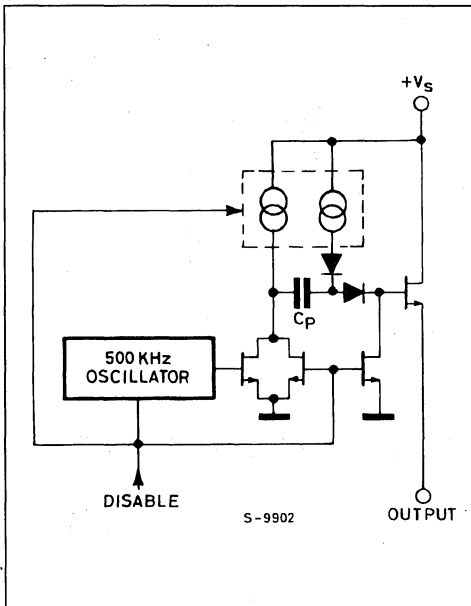 +Vs
Cp
500 KHz
OSCILLATOR
DISABLE
S-9902
OUTPUT